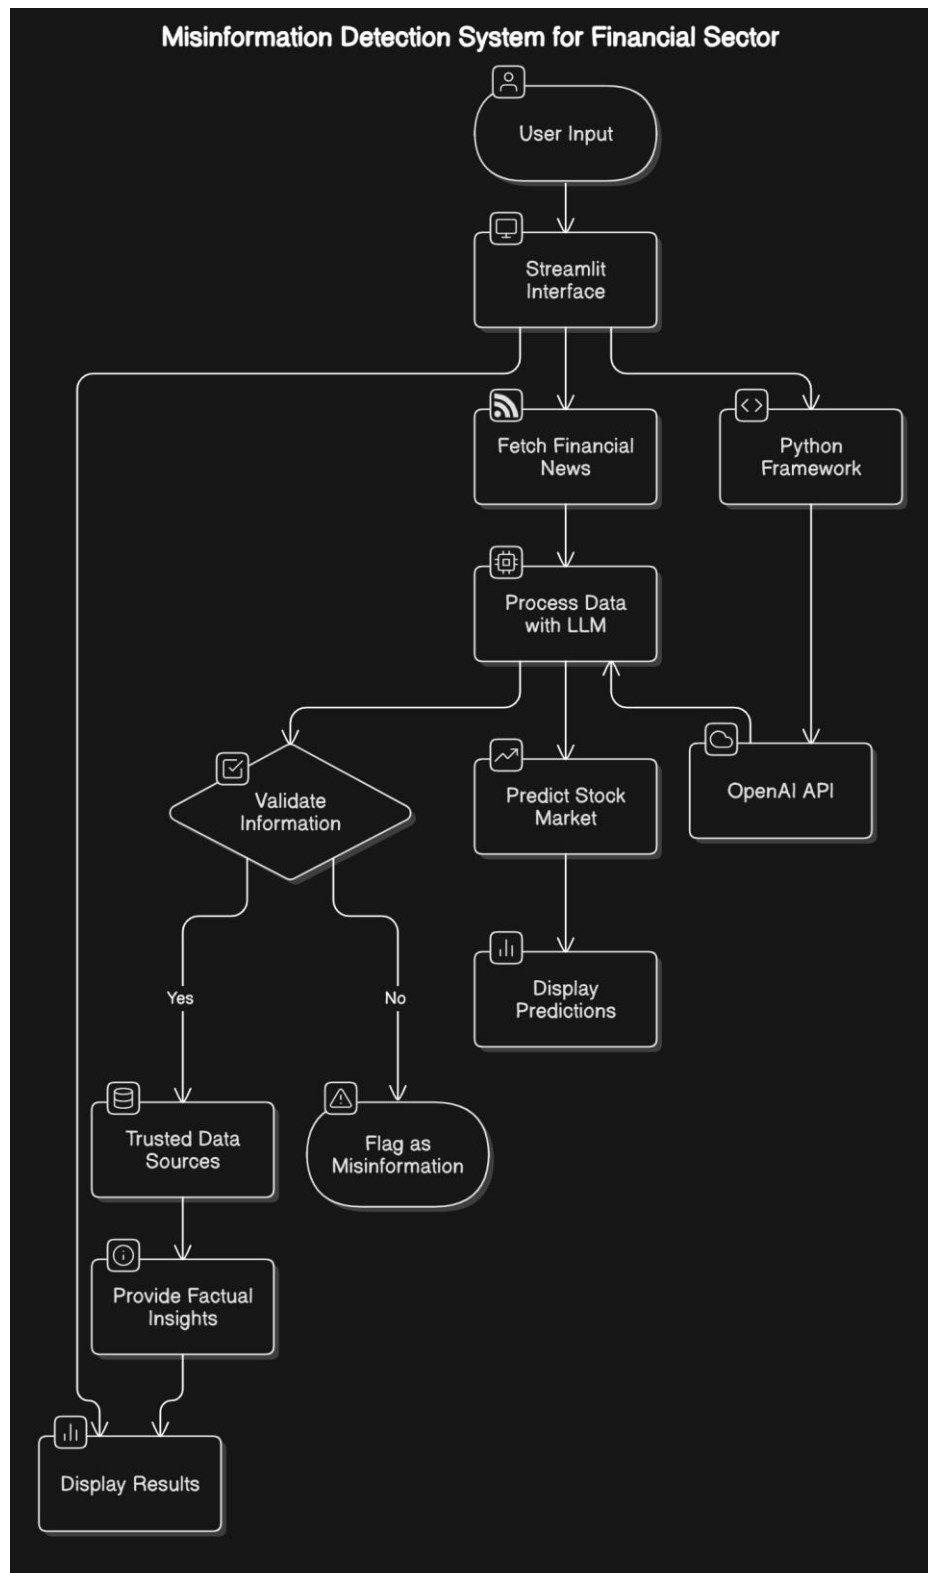 Misinformation Detection System for Financial Sector
User Input
Streamlit
Interface
Fetch Financial
News
Python
Framework
Process Data
with LLM
Validate
Information
Predict Stock
Market
OpenAI API
Display
Predictions
Yes
No
Trusted Data
Sources
Flag as
Misinformation
Provide Factual
Insights
Display Results